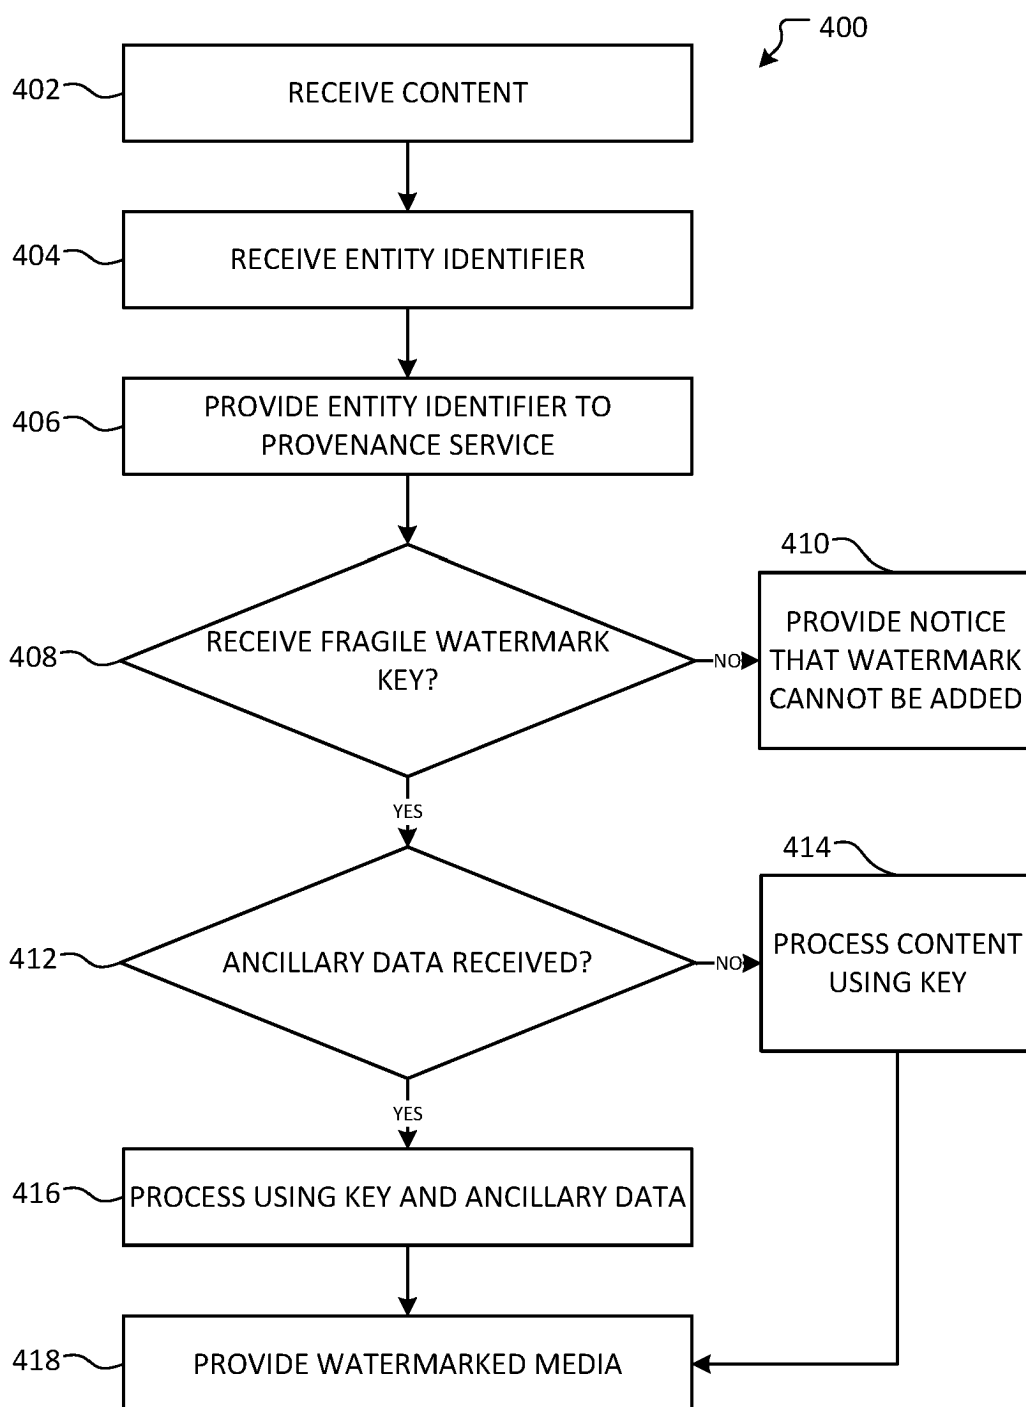 400
402
RECEIVE CONTENT
404
RECEIVE ENTITY IDENTIFIER
406
PROVIDE ENTITY IDENTIFIER TO
PROVENANCE SERVICE
408
RECEIVE FRAGILE WATERMARK
KEY?
NO
410
PROVIDE NOTICE
THAT WATERMARK
CANNOT BE ADDED
YES
412
ANCILLARY DATA RECEIVED?
NO
414
PROCESS CONTENT
USING KEY
YES
416
PROCESS USING KEY AND ANCILLARY DATA
418
PROVIDE WATERMARKED MEDIA